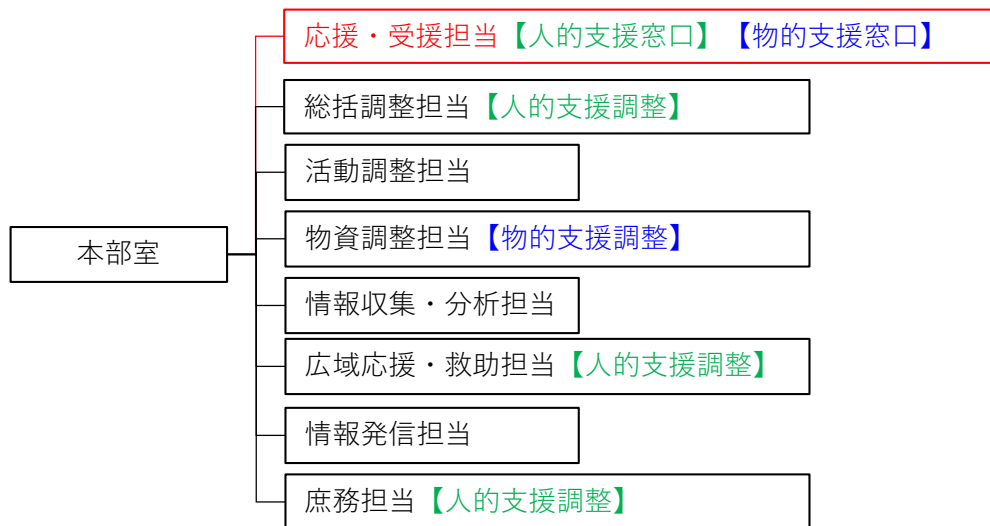 応援・受援担当【人的支援窓口】【物的支援窓口】
総括調整担当【人的支援調整】
活動調整担当
物資調整担当【物的支援調整】
本部室
情報収集・分析担当
広域応援・救助担当【人的支援調整】
情報発信担当
庶務担当【人的支援調整】